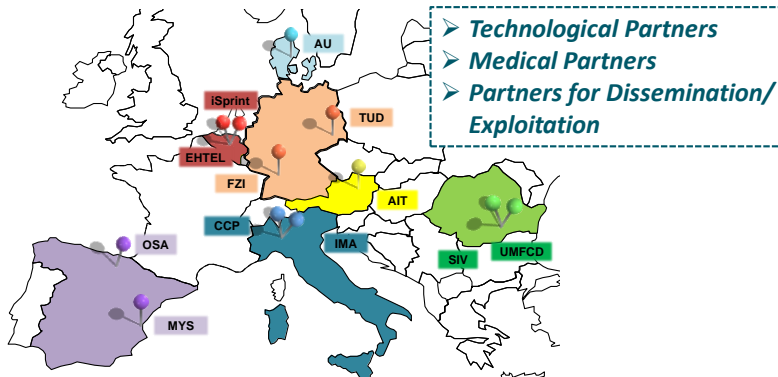 ➢ Technological Partners
➢ Medical Partners
➢ Partners for Dissemination/
Exploitation
AU
iSprint
TUD
EHTEL
FZI
AIT
CCP
IMA
OSA
SIV
UMFCD
MYS